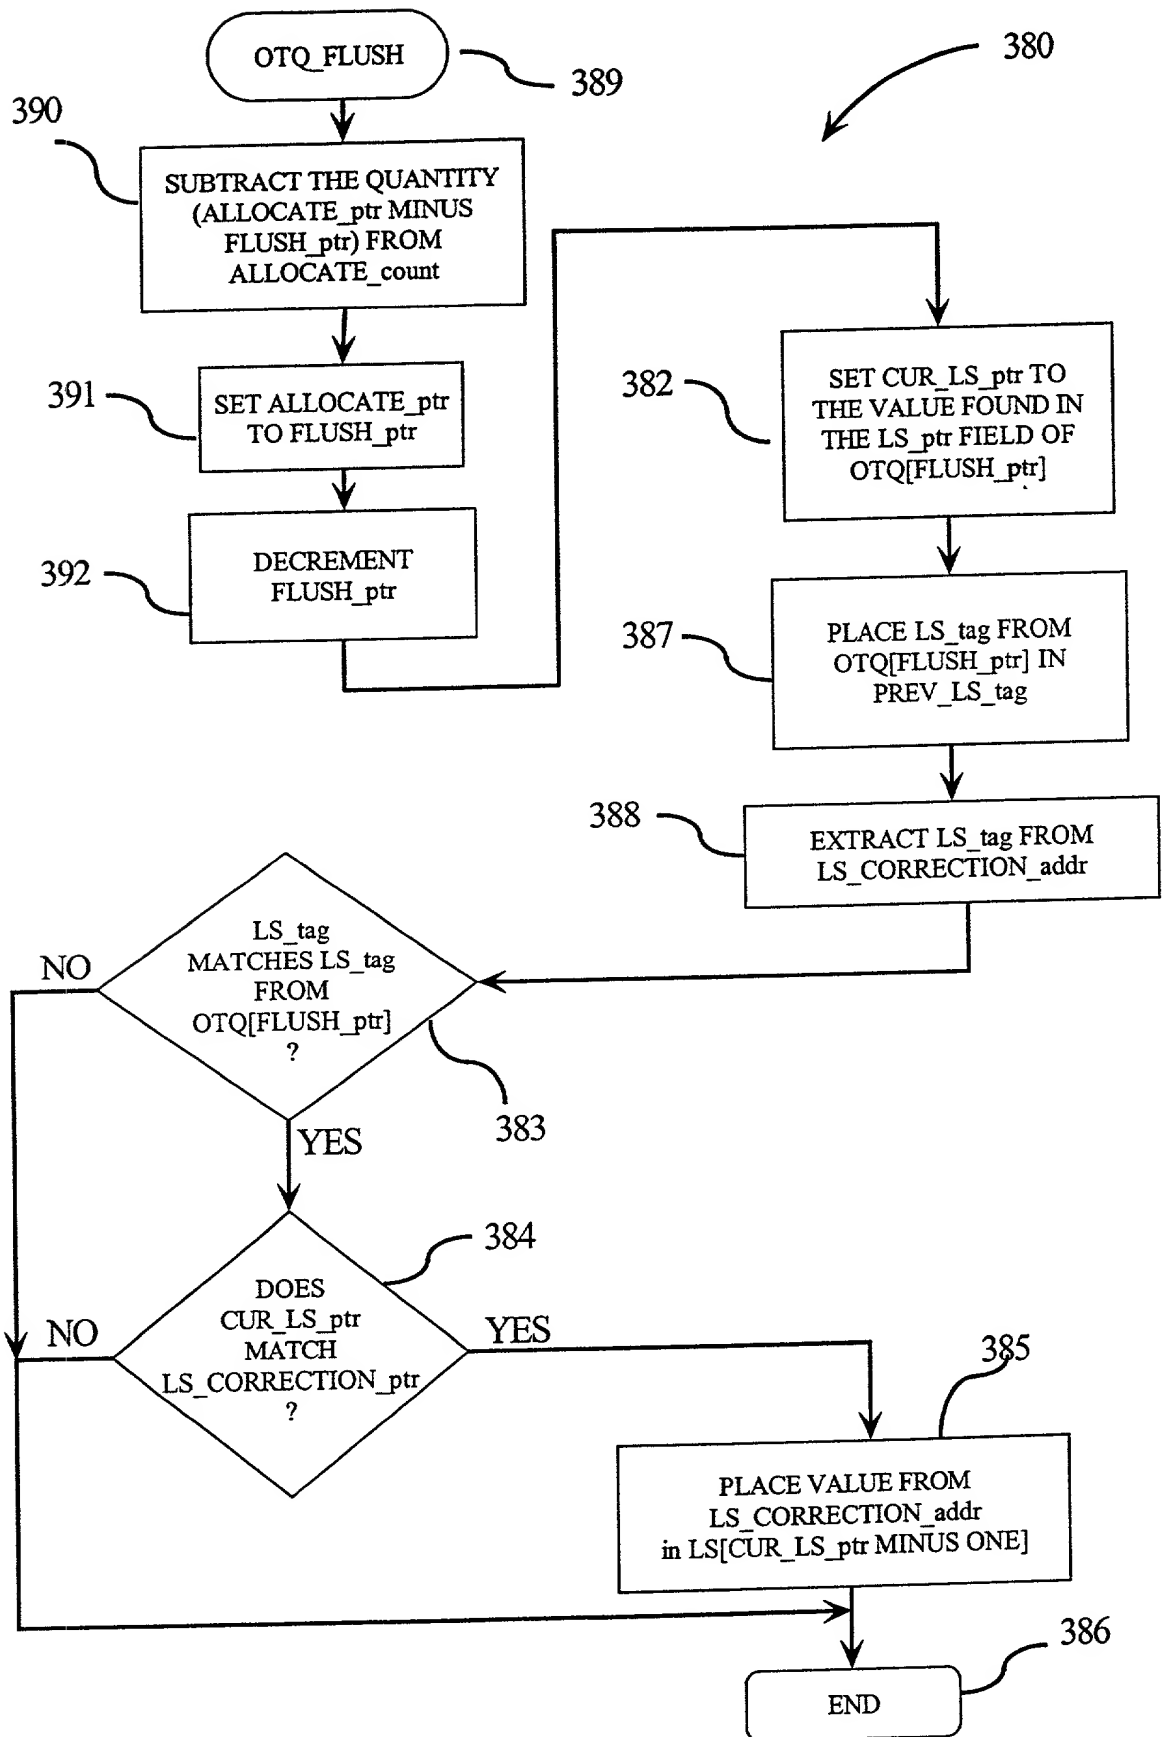 OTQ_FLUSH
389
380
390
SUBTRACT THE QUANTITY
(ALLOCATE_ptr MINUS
FLUSH_ptr) FROM
ALLOCATE_count
391
SET ALLOCATE_ptr
TO FLUSH_ptr
392
DECREMENT
FLUSH_ptr
382
SET CUR_LS_ptr TO
THE VALUE FOUND IN
THE LS_ptr FIELD OF
OTQ[FLUSH_ptr]
387
PLACE LS_tag FROM
OTQ[FLUSH_ptr] IN
PREV_LS_tag
388
EXTRACT LS_tag FROM
LS_CORRECTION_addr
LS_tag
MATCHES LS_tag
FROM
OTQ[FLUSH_ptr]
?
NO
383
YES
384
DOES
CUR_LS_ptr
MATCH
LS_CORRECTION_ptr
?
NO
YES
385
PLACE VALUE FROM
LS_CORRECTION_addr
in LS[CUR_LS_ptr MINUS ONE]
386
END